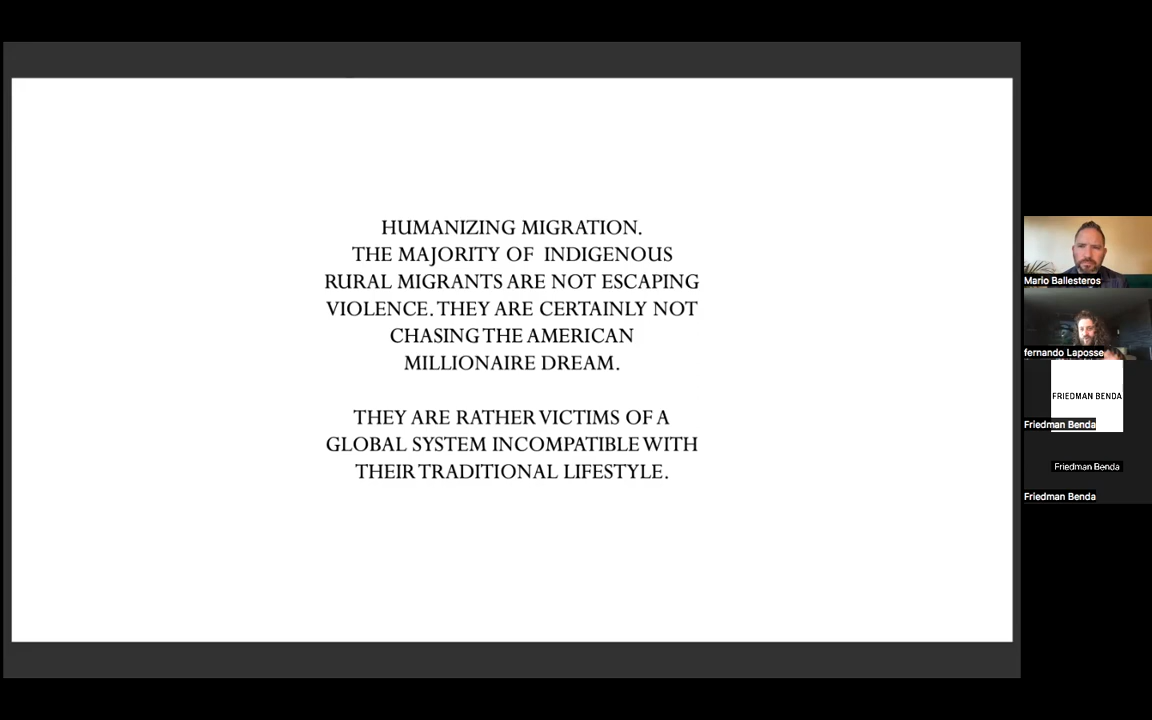 HUMANIZING MIGRATION.
THE MAJORITY OF INDIGENOUS
RURAL MIGRANTS ARE NOT ESCAPING
VIOLENCE. THEY ARE CERTAINLY NOT
CHASING THE AMERICAN
MILLIONAIRE DREAM.
THEY ARE RATHER VICTIMS OF A
GLOBAL SYSTEM INCOMPATIBLE WITH
THEIR TRADITIONAL LIFESTYLE.
Mario Ballesteros
fernando Laposse
FRIEDMAN BENDA
Friedman Benda
Friedman Benda
Friedman Benda